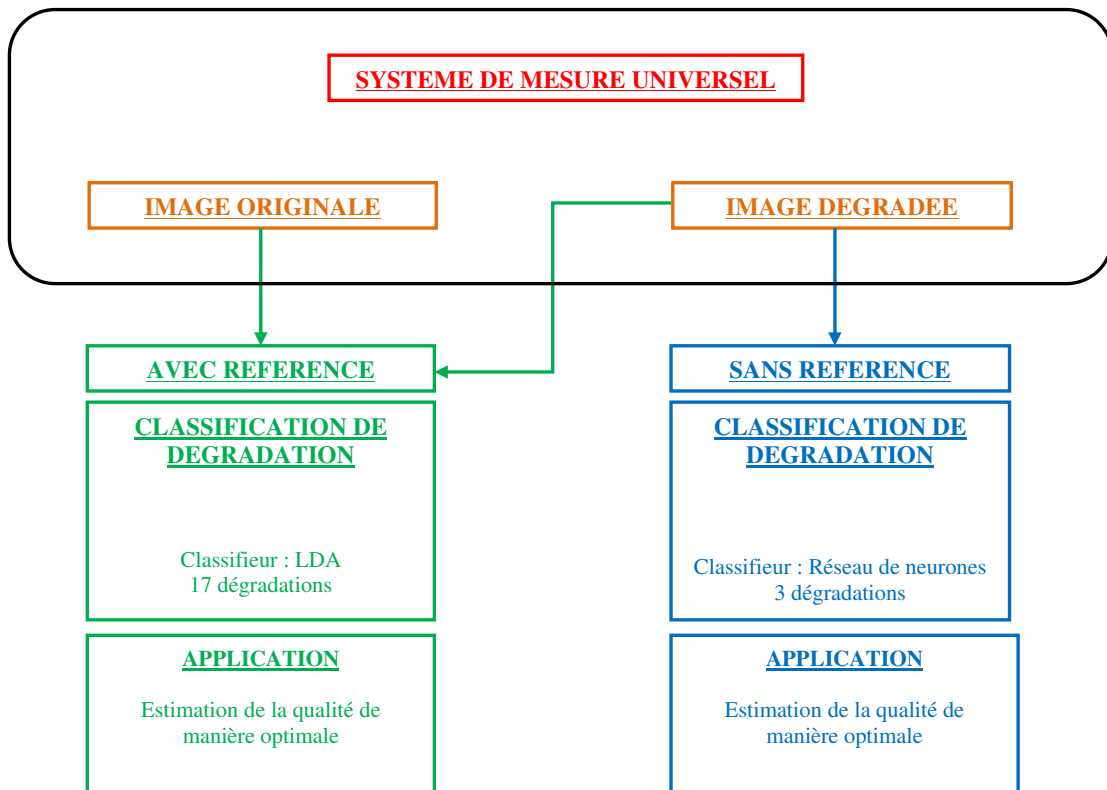 SYSTEME DE MESURE UNIVERSEL
IMAGE ORIGINALE
IMAGE DEGRADEE
AVEC REFERENCE
CLASSIFICATION DE
DEGRADATION
Classifieur : LDA
17 dégradations
APPLICATION
Estimation de la qualité de
manière optimale
SANS REFERENCE
CLASSIFICATION DE
DEGRADATION
Classifieur : Réseau de neurones
3 dégradations
APPLICATION
Estimation de la qualité de
manière optimale